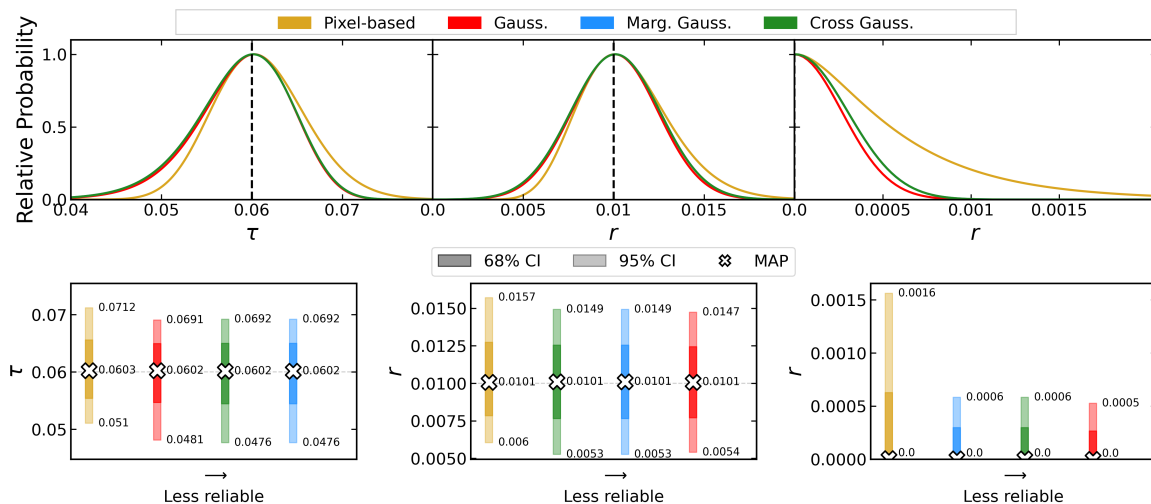 Pixel-based Gauss. Marg. Gauss. Cross Gauss.
Relative Probability
1.0
0.5
0.0
0.04 0.05 0.06 0.07
τ
0.0 0.005 0.01 0.015
r
0.0 0.0005 0.001 0.0015
r
68% CI 95% CI MAP
τ
0.07
0.06
0.05
0.0712 0.0691 0.0692 0.0692
0.0603 0.0602 0.0602 0.0602
0.051 0.0481 0.0476 0.0476
→
Less reliable
r
0.0150
0.0125
0.0100
0.0075
0.0050
0.0157 0.0149 0.0149 0.0147
0.0101 0.0101 0.0101 0.0101
0.006 0.0053 0.0053 0.0054
→
Less reliable
r
0.0015
0.0010
0.0005
0.0000
0.0016 0.0006 0.0006 0.0005
0.0 0.0 0.0 0.0
→
Less reliable